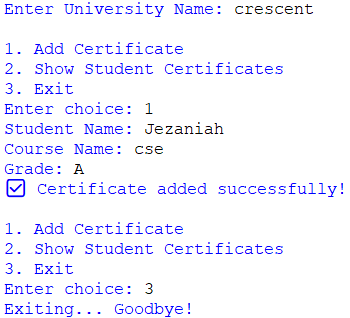 Enter University Name: crescent
1. Add Certificate
2. Show Student Certificates
3. Exit
Enter choice: 1
Student Name: Jezaniah
Course Name: cse
Grade: A
☑ Certificate added successfully!
1. Add Certificate
2. Show Student Certificates
3. Exit
Enter choice: 3
Exiting... Goodbye!